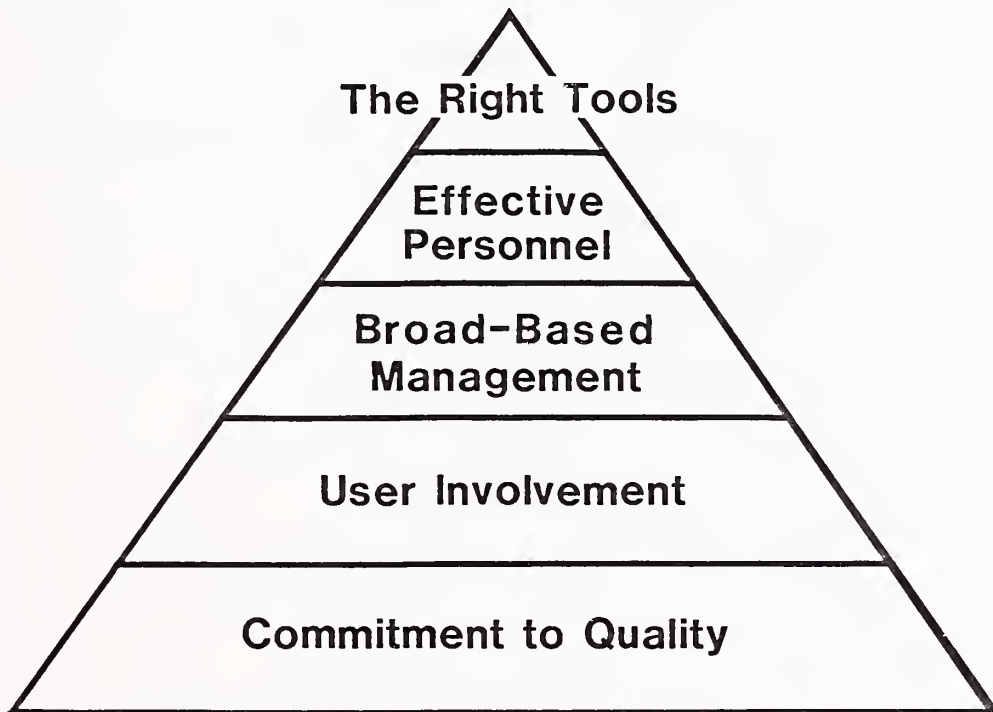 The Right Tools
Effective
Personnel
Broad-Based
Management
User Involvement
Commitment to Quality